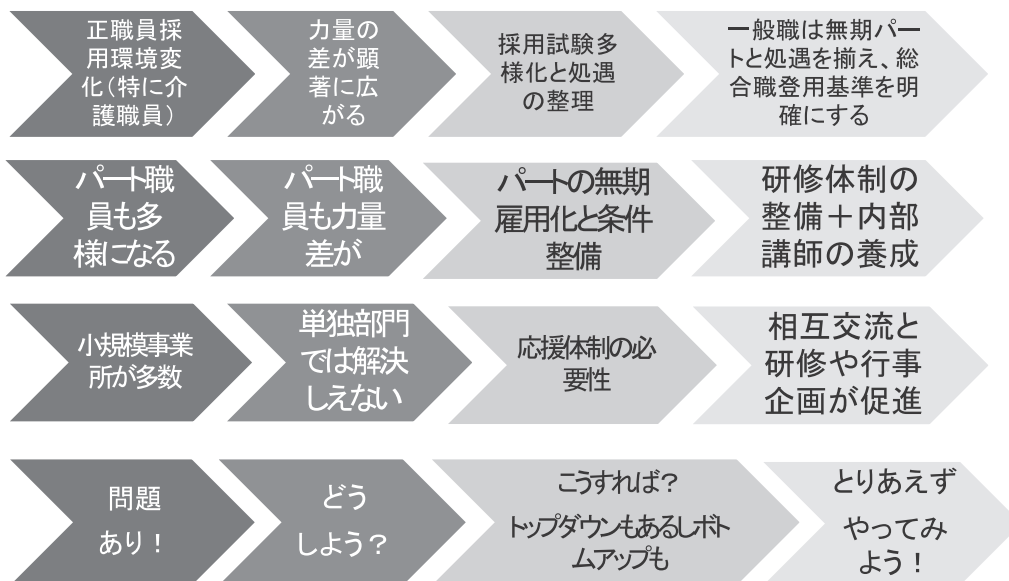 正職員採
用環境変
化(特に介
護職員)
力量の
差が顕
著に広
がる
採用試験多
様化と処遇
の整理
一般職は無期パー
トと処遇を揃え、総
合職登用基準を明
確にする
パート職
員も多
様になる
パート職
員も力量
差が
パートの無期
雇用化と条件
整備
研修体制の
整備＋内部
講師の養成
小規模事業
所が多数
単独部門
では解決
しえない
応援体制の必
要性
相互交流と
研修や行事
企画が促進
問題
あり！
どう
しよう？
こうすれば？
トップダウンもあるしボト
ムアップも
とりあえず
やってみ
よう！